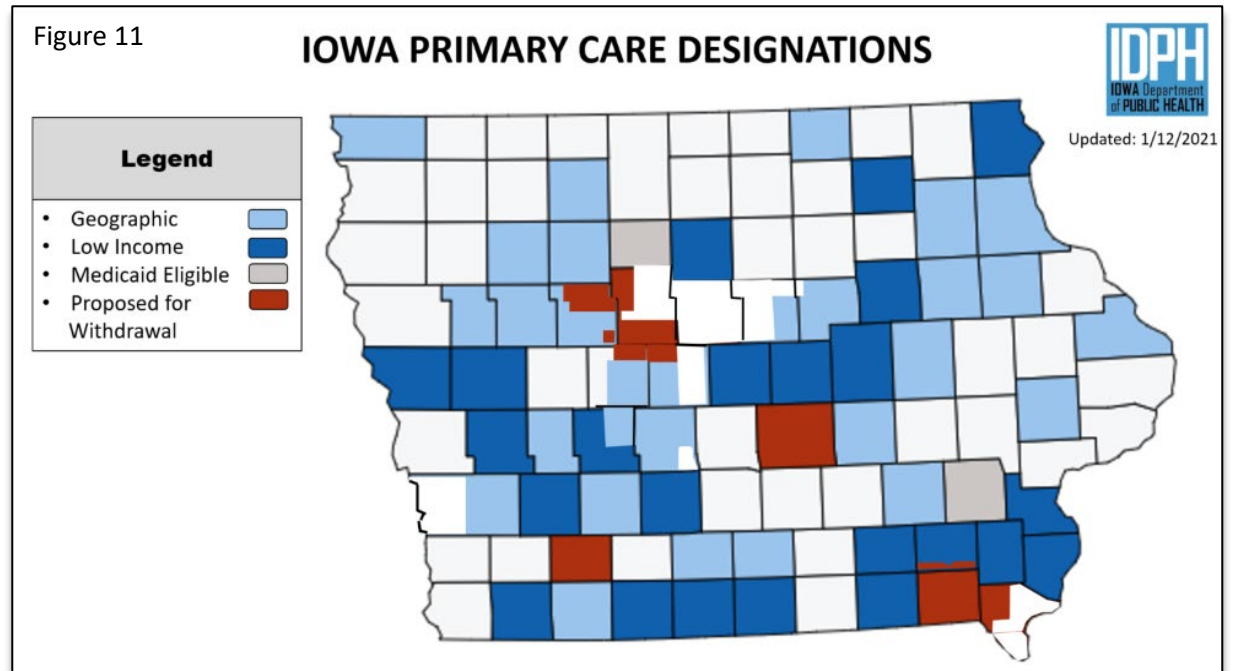 Figure 11
IOWA PRIMARY CARE DESIGNATIONS
IDPH
IOWA Department
of PUBLIC HEALTH
Updated: 1/12/2021
Legend
• Geographic
• Low Income
• Medicaid Eligible
• Proposed for
Withdrawal